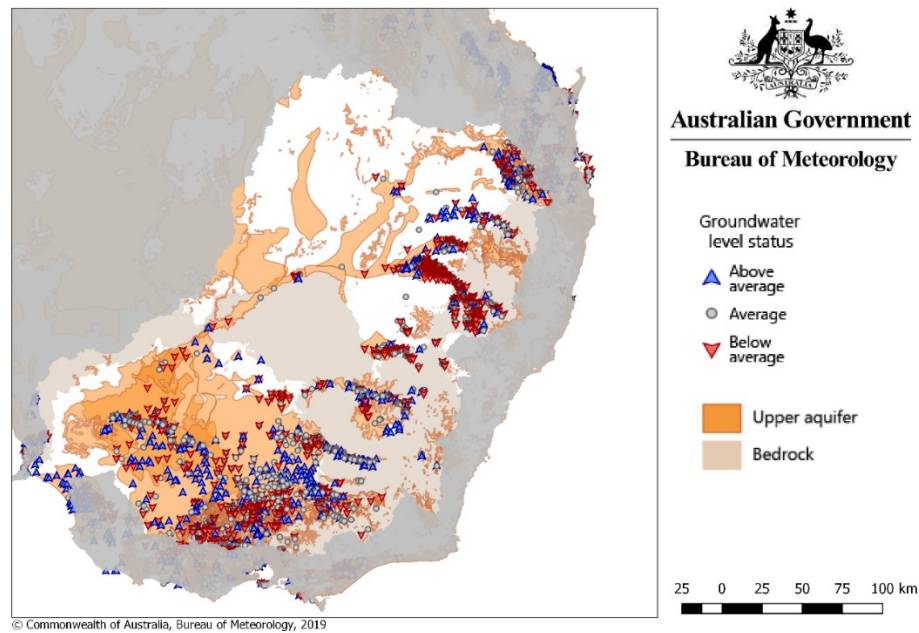 AUSTRALIA
Australian Government
Bureau of Meteorology
Groundwater
level status
Above
average
Average
Below
average
Upper aquifer
Bedrock
25 0 25 50 75 100 km
© Commonwealth of Australia, Bureau of Meteorology, 2019